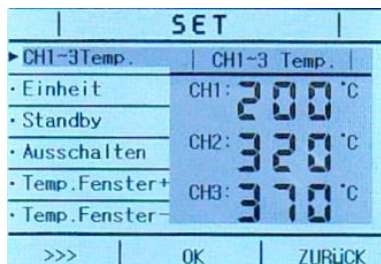 SET
►CH1~3Temp.
CH1~3 Temp.
·Einheit
CH1: 200 °C
·Standby
·Ausschalten
CH2: 320 °C
·Temp.Fenster+
CH3: 370 °C
·Temp.Fenster-
>>> OK ZURüCK